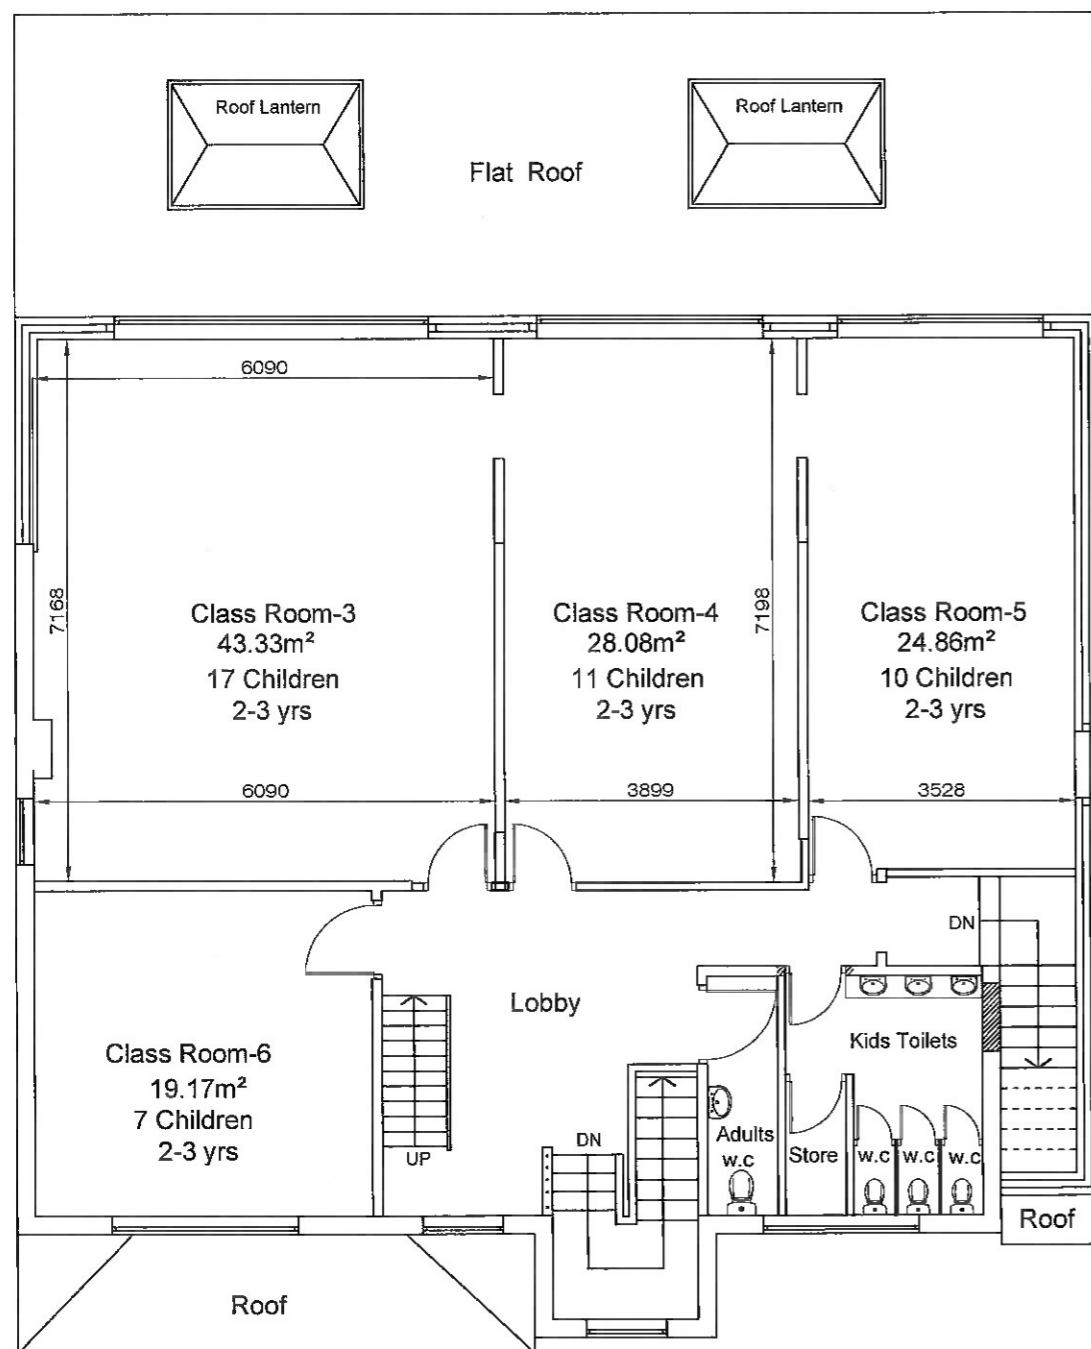 Roof Lantern
Roof Lantern
Flat Roof
6090
7168
7198
Class Room-3
43.33m²
17 Children
2-3 yrs
Class Room-4
28.08m²
11 Children
2-3 yrs
Class Room-5
24.86m²
10 Children
2-3 yrs
6090
3899
3528
DN
Lobby
Class Room-6
19.17m²
7 Children
2-3 yrs
UP
DN
Kids Toilets
Adults
w.c
Store
w.c
w.c
w.c
Roof
Roof